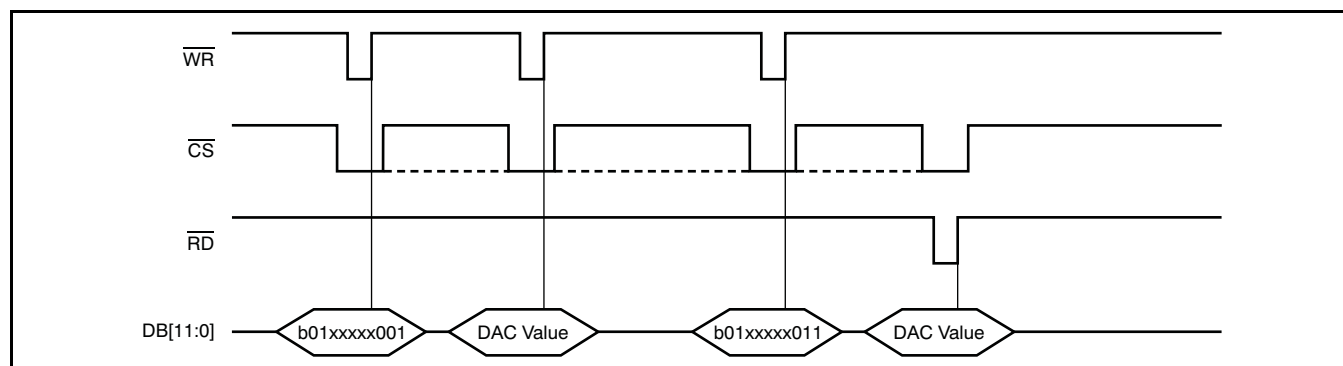 WR
CS
RD
DB[11:0]
b01xxxxx001
DAC Value
b01xxxxx011
DAC Value